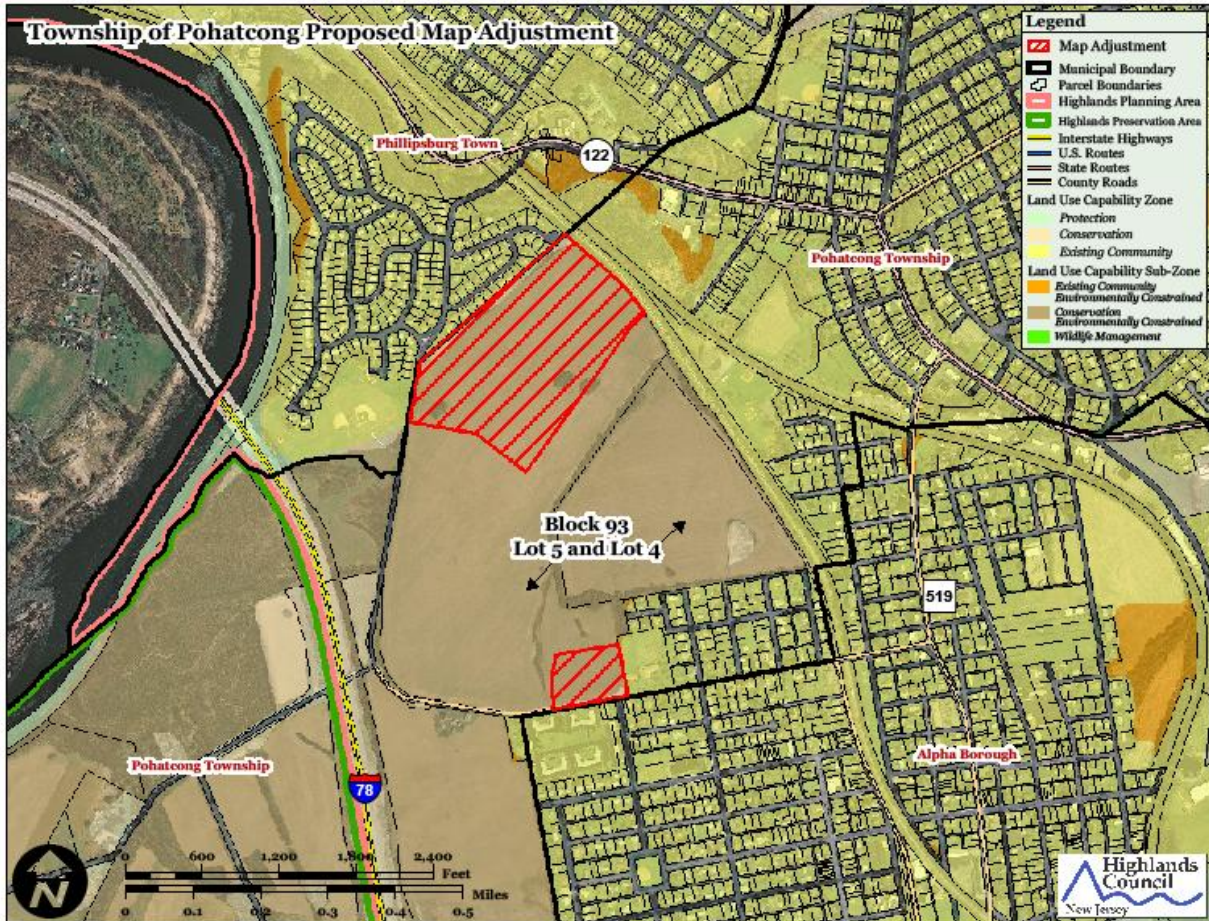 Township of Pohatcong Proposed Map Adjustment
Legend
Map Adjustment
Municipal Boundary
Parcel Boundaries
Highlands Planning Area
Highlands Preservation Area
Interstate Highways
U.S. Routes
State Routes
County Roads
Land Use Capability Zone
Protection
Conservation
Existing Community
Land Use Capability Sub-Zone
Existing Community
Environmentally Constrained
Conservation
Environmentally Constrained
Wildlife Management
Phillipsburg Town
122
Pohatcong Township
Block 93
Lot 5 and Lot 4
519
Pohatcong Township
Alpha Borough
78
N
0 600 1,200 1,800 2,400
Feet
Miles
0 0.1 0.2 0.3 0.4 0.5
Highlands
Council
New Jersey